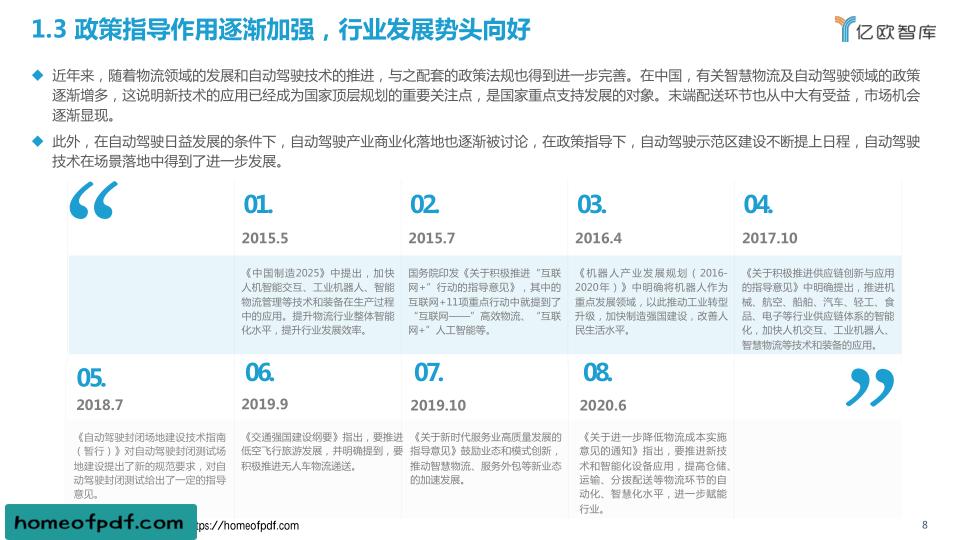 1.3 政策指导作用逐渐加强，行业发展势头向好
亿欧智库
◆ 近年来，随着物流领域的发展和自动驾驶技术的推进，与之配套的政策法规也得到进一步完善。在中国，有关智慧物流及自动驾驶领域的政策
逐渐增多，这说明新技术的应用已经成为国家顶层规划的重要关注点，是国家重点支持发展的对象。末端配送环节也从中大有受益，市场机会
逐渐显现。
◆ 此外，在自动驾驶日益发展的条件下，自动驾驶产业商业化落地也逐渐被讨论，在政策指导下，自动驾驶示范区建设不断提上日程，自动驾驶
技术在场景落地中得到了进一步发展。
“
01.
2015.5
《中国制造2025》中提出，加快
人机智能交互、工业机器人、智能
物流管理等技术和装备在生产过程
中的应用。提升物流行业整体智能
化水平，提升行业发展效率。
02.
2015.7
国务院印发《关于积极推进“互联
网+”行动的指导意见》，其中的
互联网+11项重点行动中就提到了
“互联网——”高效物流、“互联
网+”人工智能等。
03.
2016.4
《机器人产业发展规划（2016-
2020年）》中明确将机器人作为
重点发展领域，以此推动工业转型
升级，加快制造强国建设，改善人
民生活水平。
04.
2017.10
《关于积极推进供应链创新与应用
的指导意见》中明确提出，推进机
械、航空、船舶、汽车、轻工、食
品、电子等行业供应链体系的智能
化，加快人机交互、工业机器人、
智慧物流等技术和装备的应用。
05.
2018.7
《自动驾驶封闭场地建设技术指南
（暂行）》对自动驾驶封闭测试场
地建设提出了新的规范要求，对自
动驾驶封闭测试给出了一定的指导
意见。
06.
2019.9
《交通强国建设纲要》指出，要推进
低空飞行旅游发展，并明确提到，要
积极推进无人车物流递送。
07.
2019.10
《关于新时代服务业高质量发展的
指导意见》鼓励业态和模式创新，
推动智慧物流、服务外包等新业态
的加速发展。
08.
2020.6
《关于进一步降低物流成本实施
意见的通知》指出，要推进新技
术和智能化设备应用，提高仓储、
运输、分拨配送等物流环节的自
动化、智慧化水平，进一步赋能
行业。
”
homeofpdf.com
ttps://homeofpdf.com
8